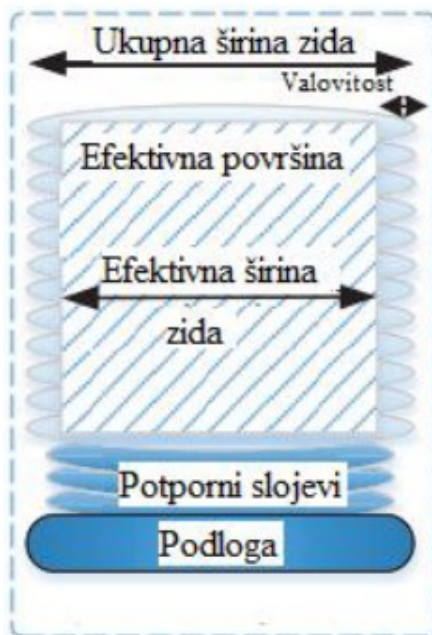 Ukupna širina zida
Valovitost
Efektivna površina
Efektivna širina
zida
Potporni slojevi
Podloga